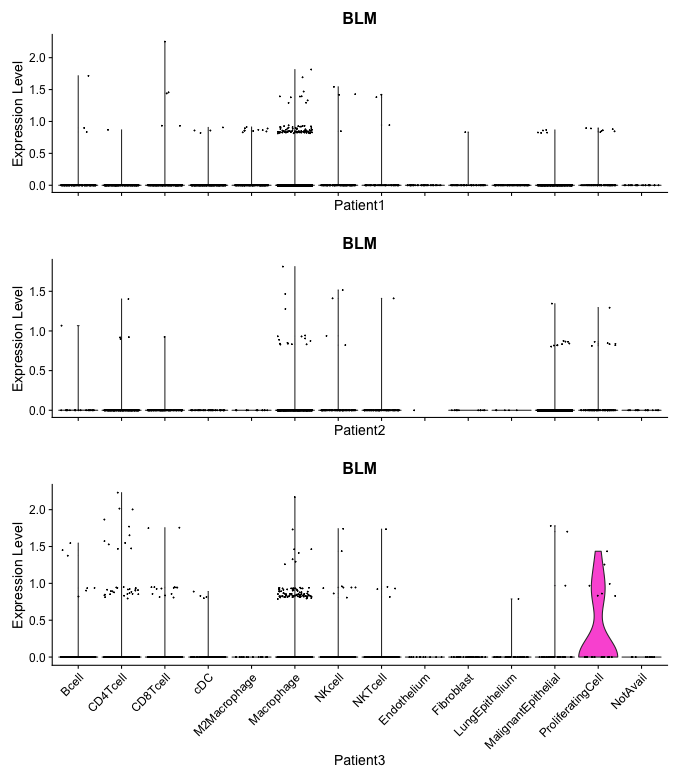 BLM
Expression Level
2.0
1.5
1.0
0.5
0.0
Patient1
BLM
Expression Level
1.5
1.0
0.5
0.0
Patient2
BLM
Expression Level
2.0
1.5
1.0
0.5
0.0
Bcell
CD4Tcell
CD8Tcell
cDC
M2Macrophage
Macrophage
NKcell
NKTcell
Endothelium
Fibroblast
LungEpithelium
MalignantEpithelial
ProliferatingCell
NotAvail
Patient3